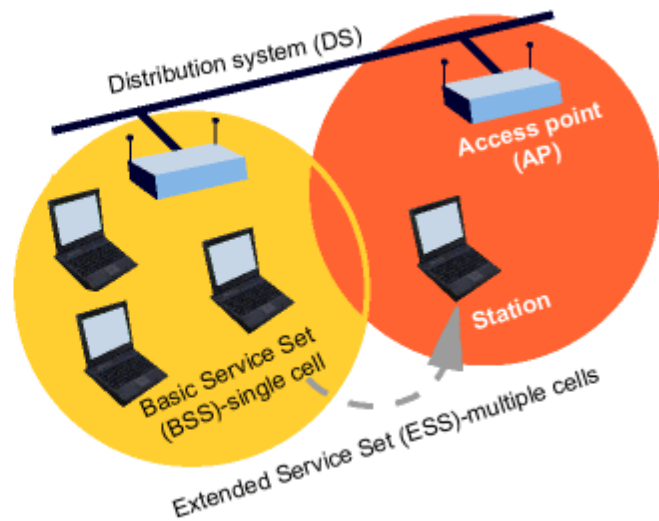 Distribution system (DS)
Access point
(AP)
Station
Basic Service Set
(BSS)-single cell
Extended Service Set (ESS)-multiple cells